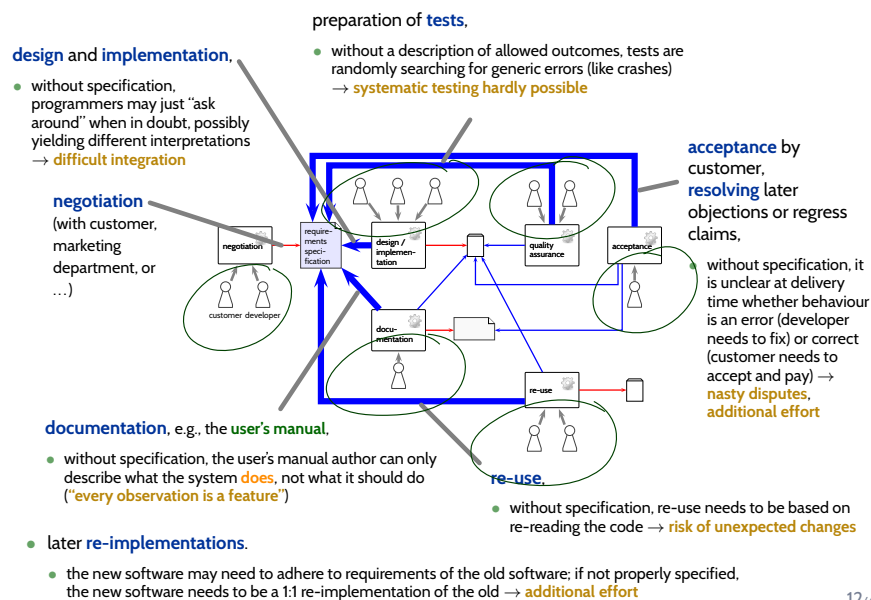 preparation of tests,
• without a description of allowed outcomes, tests are
randomly searching for generic errors (like crashes)
→ systematic testing hardly possible
design and implementation,
• without specification,
programmers may just “ask
around” when in doubt, possibly
yielding different interpretations
→ difficult integration
negotiation
(with customer,
marketing
department, or
…)
acceptance by
customer,
resolving later
objections or regress
claims,
• without specification, it
is unclear at delivery
time whether behaviour
is an error (developer
needs to fix) or correct
(customer needs to
accept and pay) →
nasty disputes,
additional effort
negotiation
require-
ments
speci-
fication
design /
implemen-
tation
quality
assurance
acceptance
customer developer
docu-
mentation
re-use
documentation, e.g., the user's manual,
• without specification, the user's manual author can only
describe what the system does, not what it should do
(“every observation is a feature”)
re-use,
• without specification, re-use needs to be based on
re-reading the code → risk of unexpected changes
• later re-implementations.
• the new software may need to adhere to requirements of the old software; if not properly specified,
the new software needs to be a 1:1 re-implementation of the old → additional effort
12